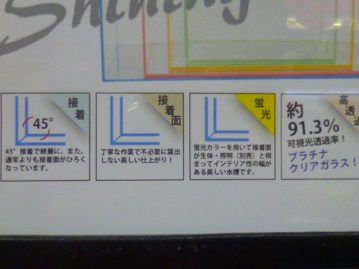 Shining
接着
45°
45°接着で綺麗に。また、
通常よりも接着面がひろく
なっています。
接着面
丁寧な作業で不必要に露出
しない美しい仕上がり!
蛍光
蛍光カラーを用いて接着面
が生体・照明(別売)と相
まってインテリア性の幅
がある美しい水槽です。
高透過
約
91.3%
可視光透過率!
プラチナ
クリアガラス!